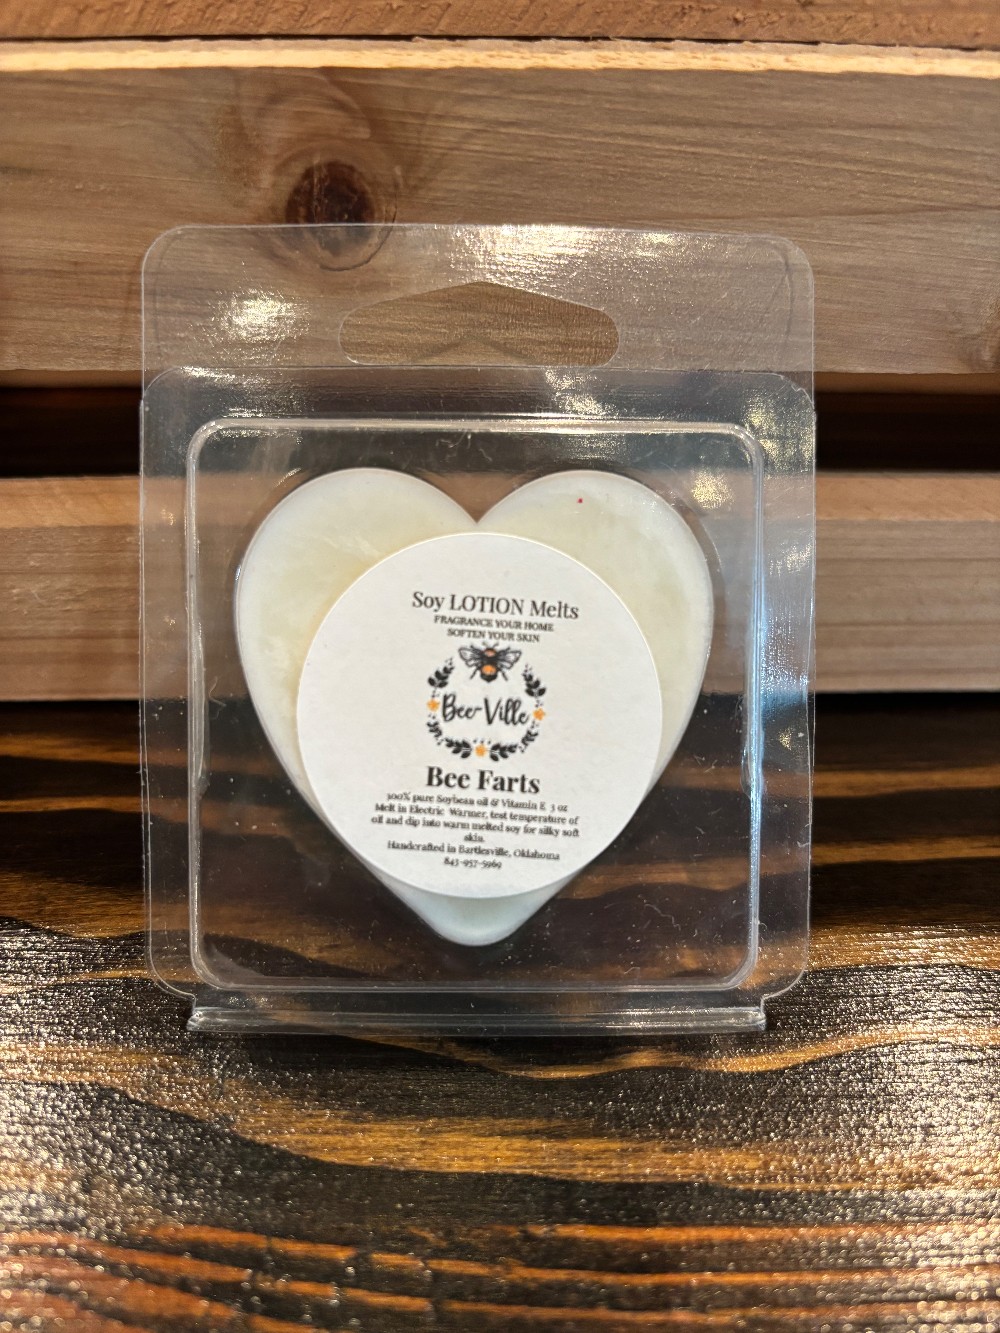 Soy LOTION Melts
FRAGRANCE YOUR HOME
SOFTEN YOUR SKIN
Bee-Ville
Bee Farts
100% pure Soybean oil & Vitamin E 3 oz
Melt in Electric Warmer, test temperature of
oil and dip into warm melted soy for silky soft
skin.
Handcrafted in Bartlesville, Oklahoma
843-957-5969